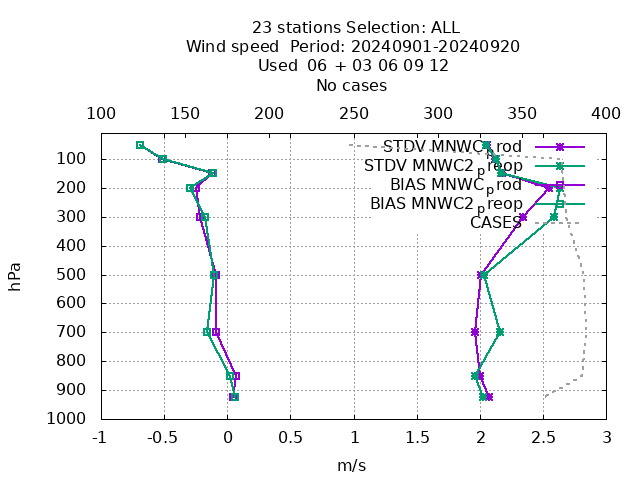 23 stations Selection: ALL
Wind speed  Period: 20240901-20240920
Used  06 + 03 06 09 12
No cases
100 150 200 250 300 350 400
STDV MNWC_prod
STDV MNWC2_preop
BIAS MNWC_prod
BIAS MNWC2_preop
CASES
100
200
300
400
500
600
700
800
900
1000
hPa
-1 -0.5 0 0.5 1 1.5 2 2.5 3
m/s